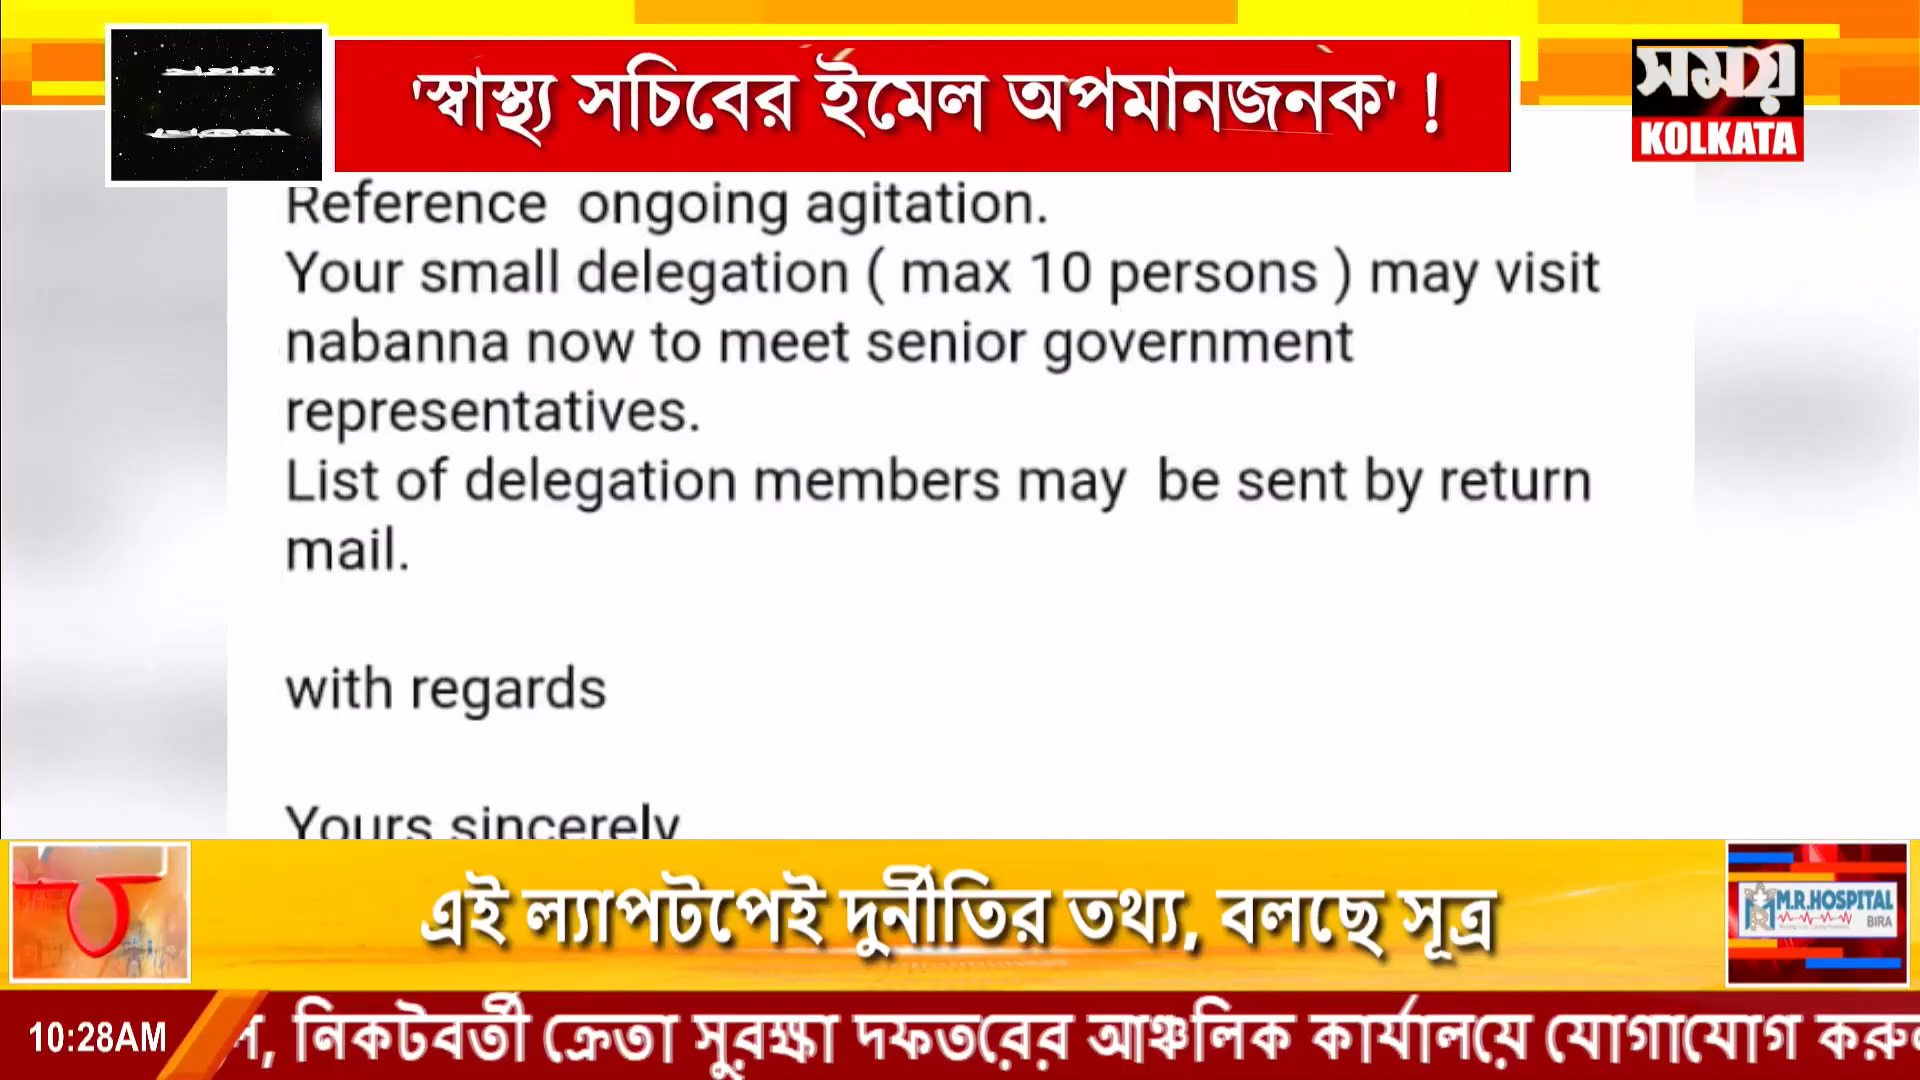 'স্বাস্থ্য সচিবের ইমেল অপমানজনক' !
সময়
KOLKATA
Reference ongoing agitation.
Your small delegation ( max 10 persons ) may visit
nabanna now to meet senior government
representatives.
List of delegation members may be sent by return
mail.
with regards
Yours sincerely
এই ল্যাপটপেই দুর্নীতির তথ্য, বলছে সূত্র
M.R.HOSPITAL
BIRA
10:28AM
নিকটবর্তী ক্রেতা সুরক্ষা দফতরের আঞ্চলিক কার্যালয়ে যোগাযোগ